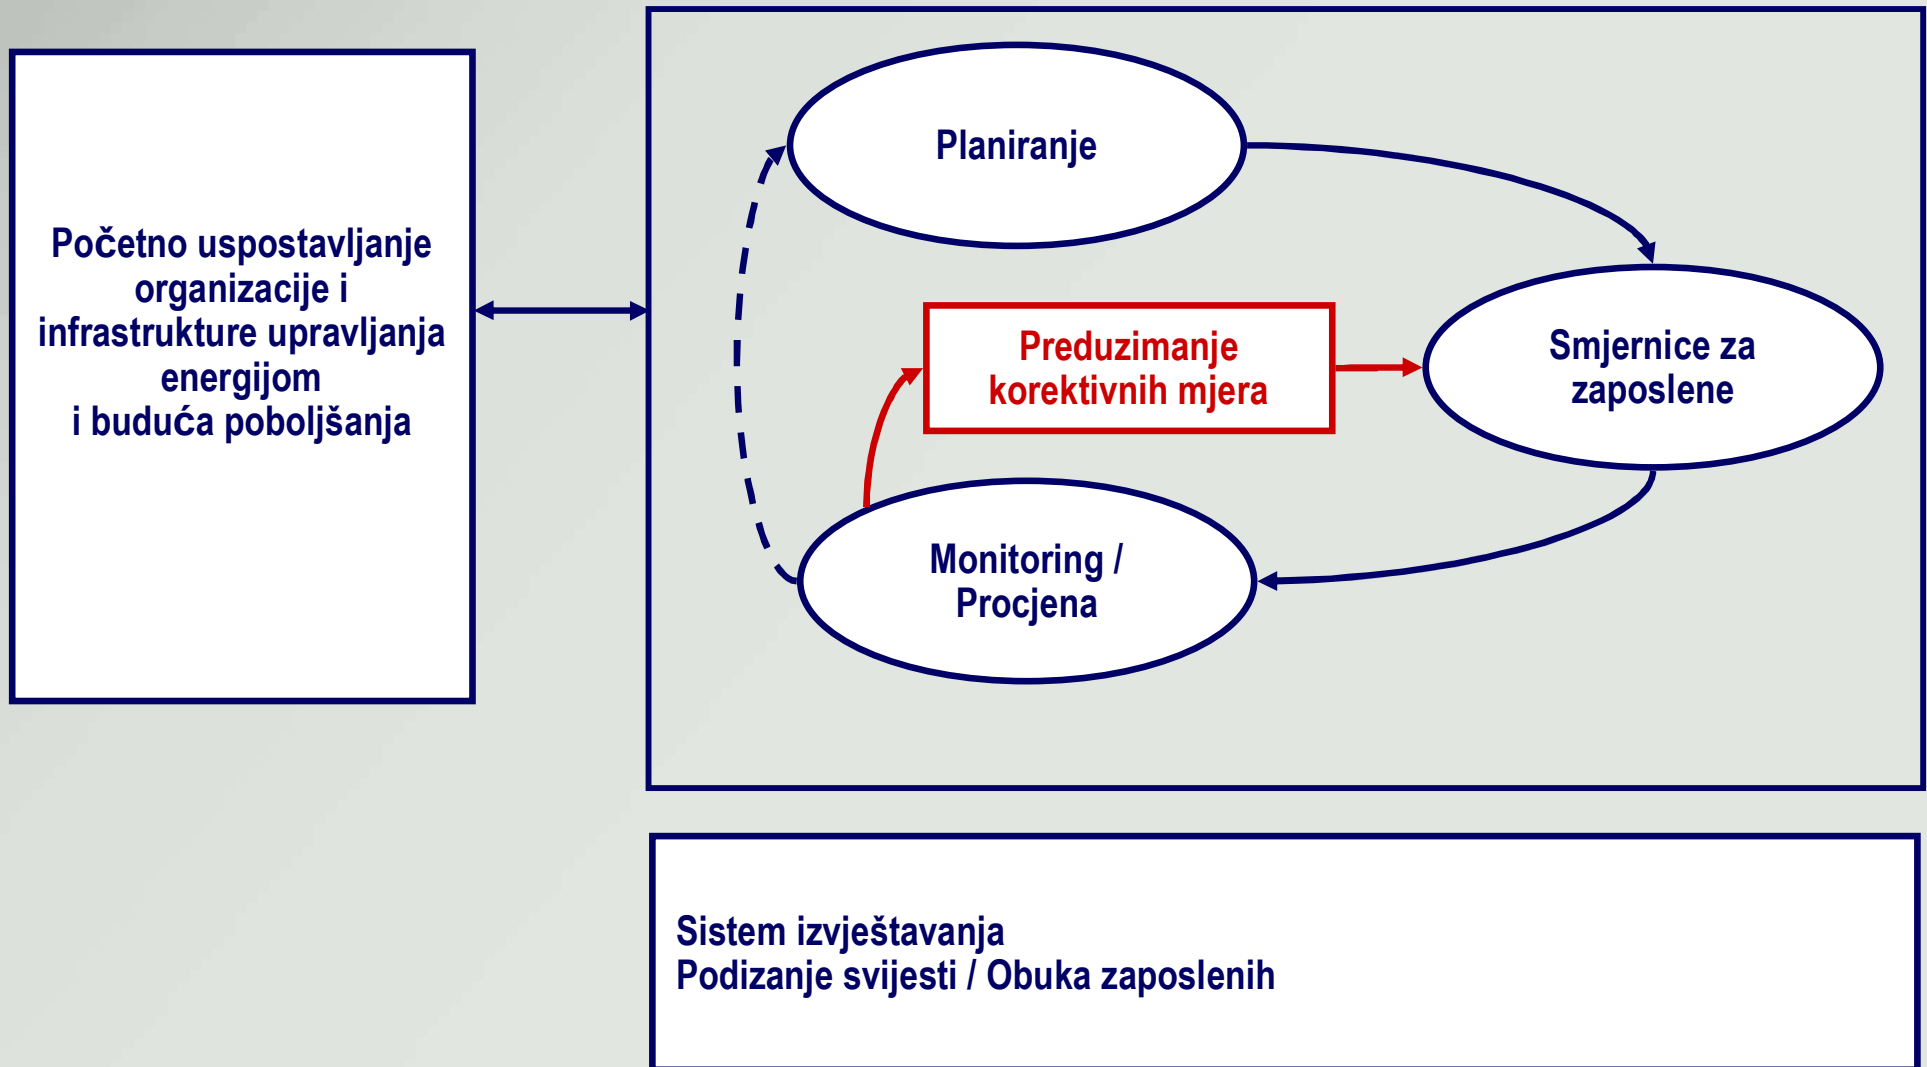 Početno uspostavljanje
organizacije i
infrastrukture upravljanja
energijom
i buduća poboljšanja
Planiranje
Preduzimanje
korektivnih mjera
Smjernice za
zaposlene
Monitoring /
Procjena
Sistem izvještavanja
Podizanje svijesti / Obuka zaposlenih